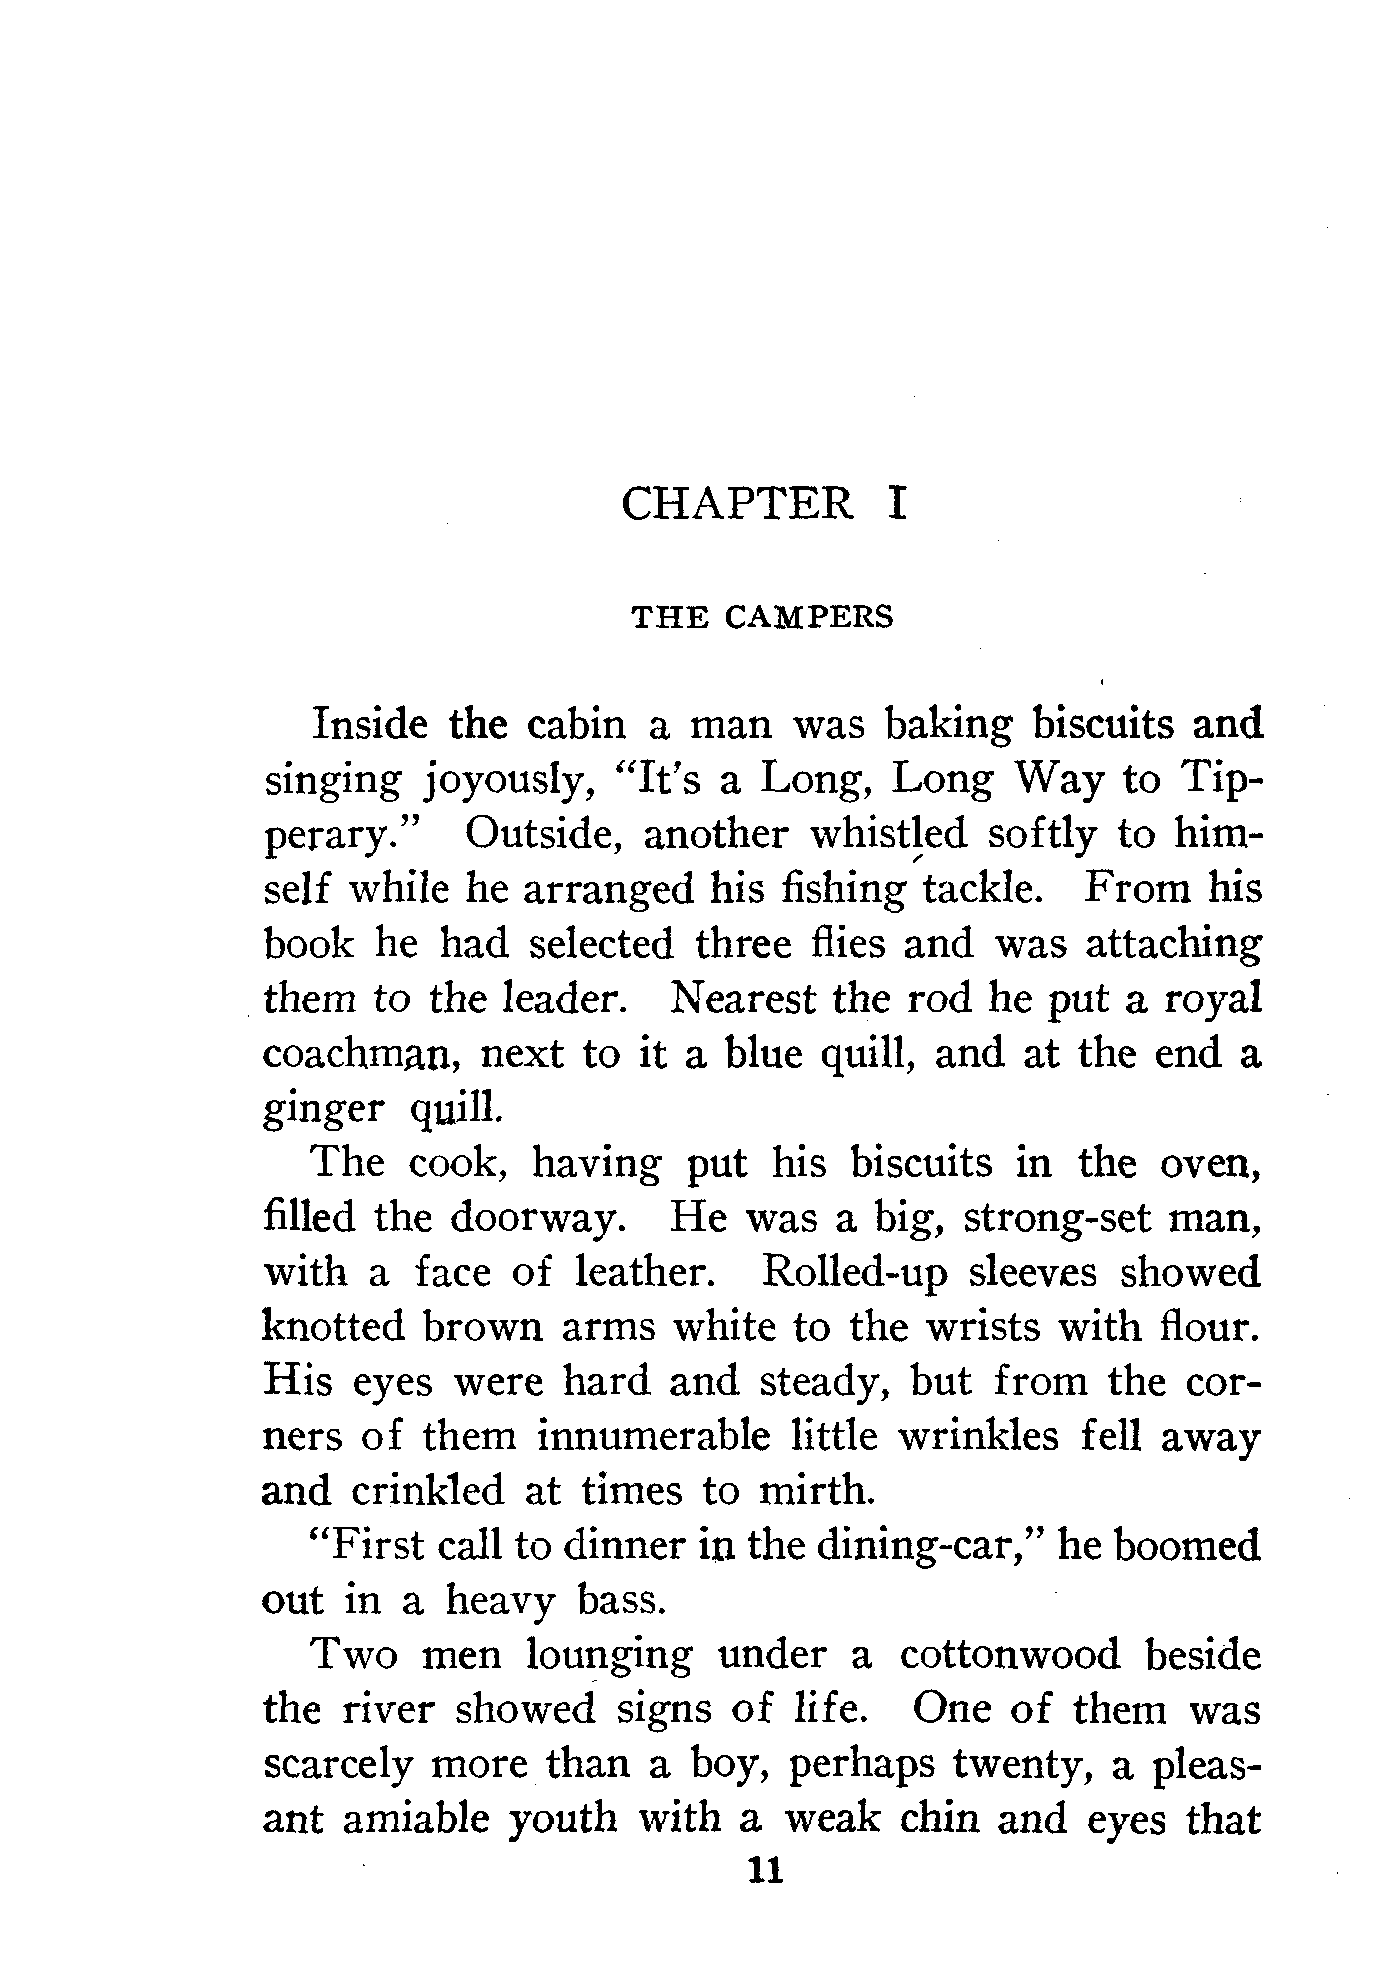 CHAPTER I
THE CAMPERS
Inside the cabin a man was baking biscuits and
singing joyously, “It’s a Long, Long Way to Tip-
perary.” Outside, another whistled softly to him-
self while he arranged his fishing tackle. From his
book he had selected three flies and was attaching
them to the leader. Nearest the rod he put a royal
coachman, next to it a blue quill, and at the end a
ginger quill.
The cook, having put his biscuits in the oven,
filled the doorway. He was a big, strong-set man,
with a face of leather. Rolled-up sleeves showed
knotted brown arms white to the wrists with flour.
His eyes were hard and steady, but from the cor-
ners of them innumerable little wrinkles fell away
and crinkled at times to mirth.
“First call to dinner in the dining-car,” he boomed
out in a heavy bass.
Two men lounging under a cottonwood beside
the river showed signs of life. One of them was
scarcely more than a boy, perhaps twenty, a pleas-
ant amiable youth with a weak chin and eyes that
11